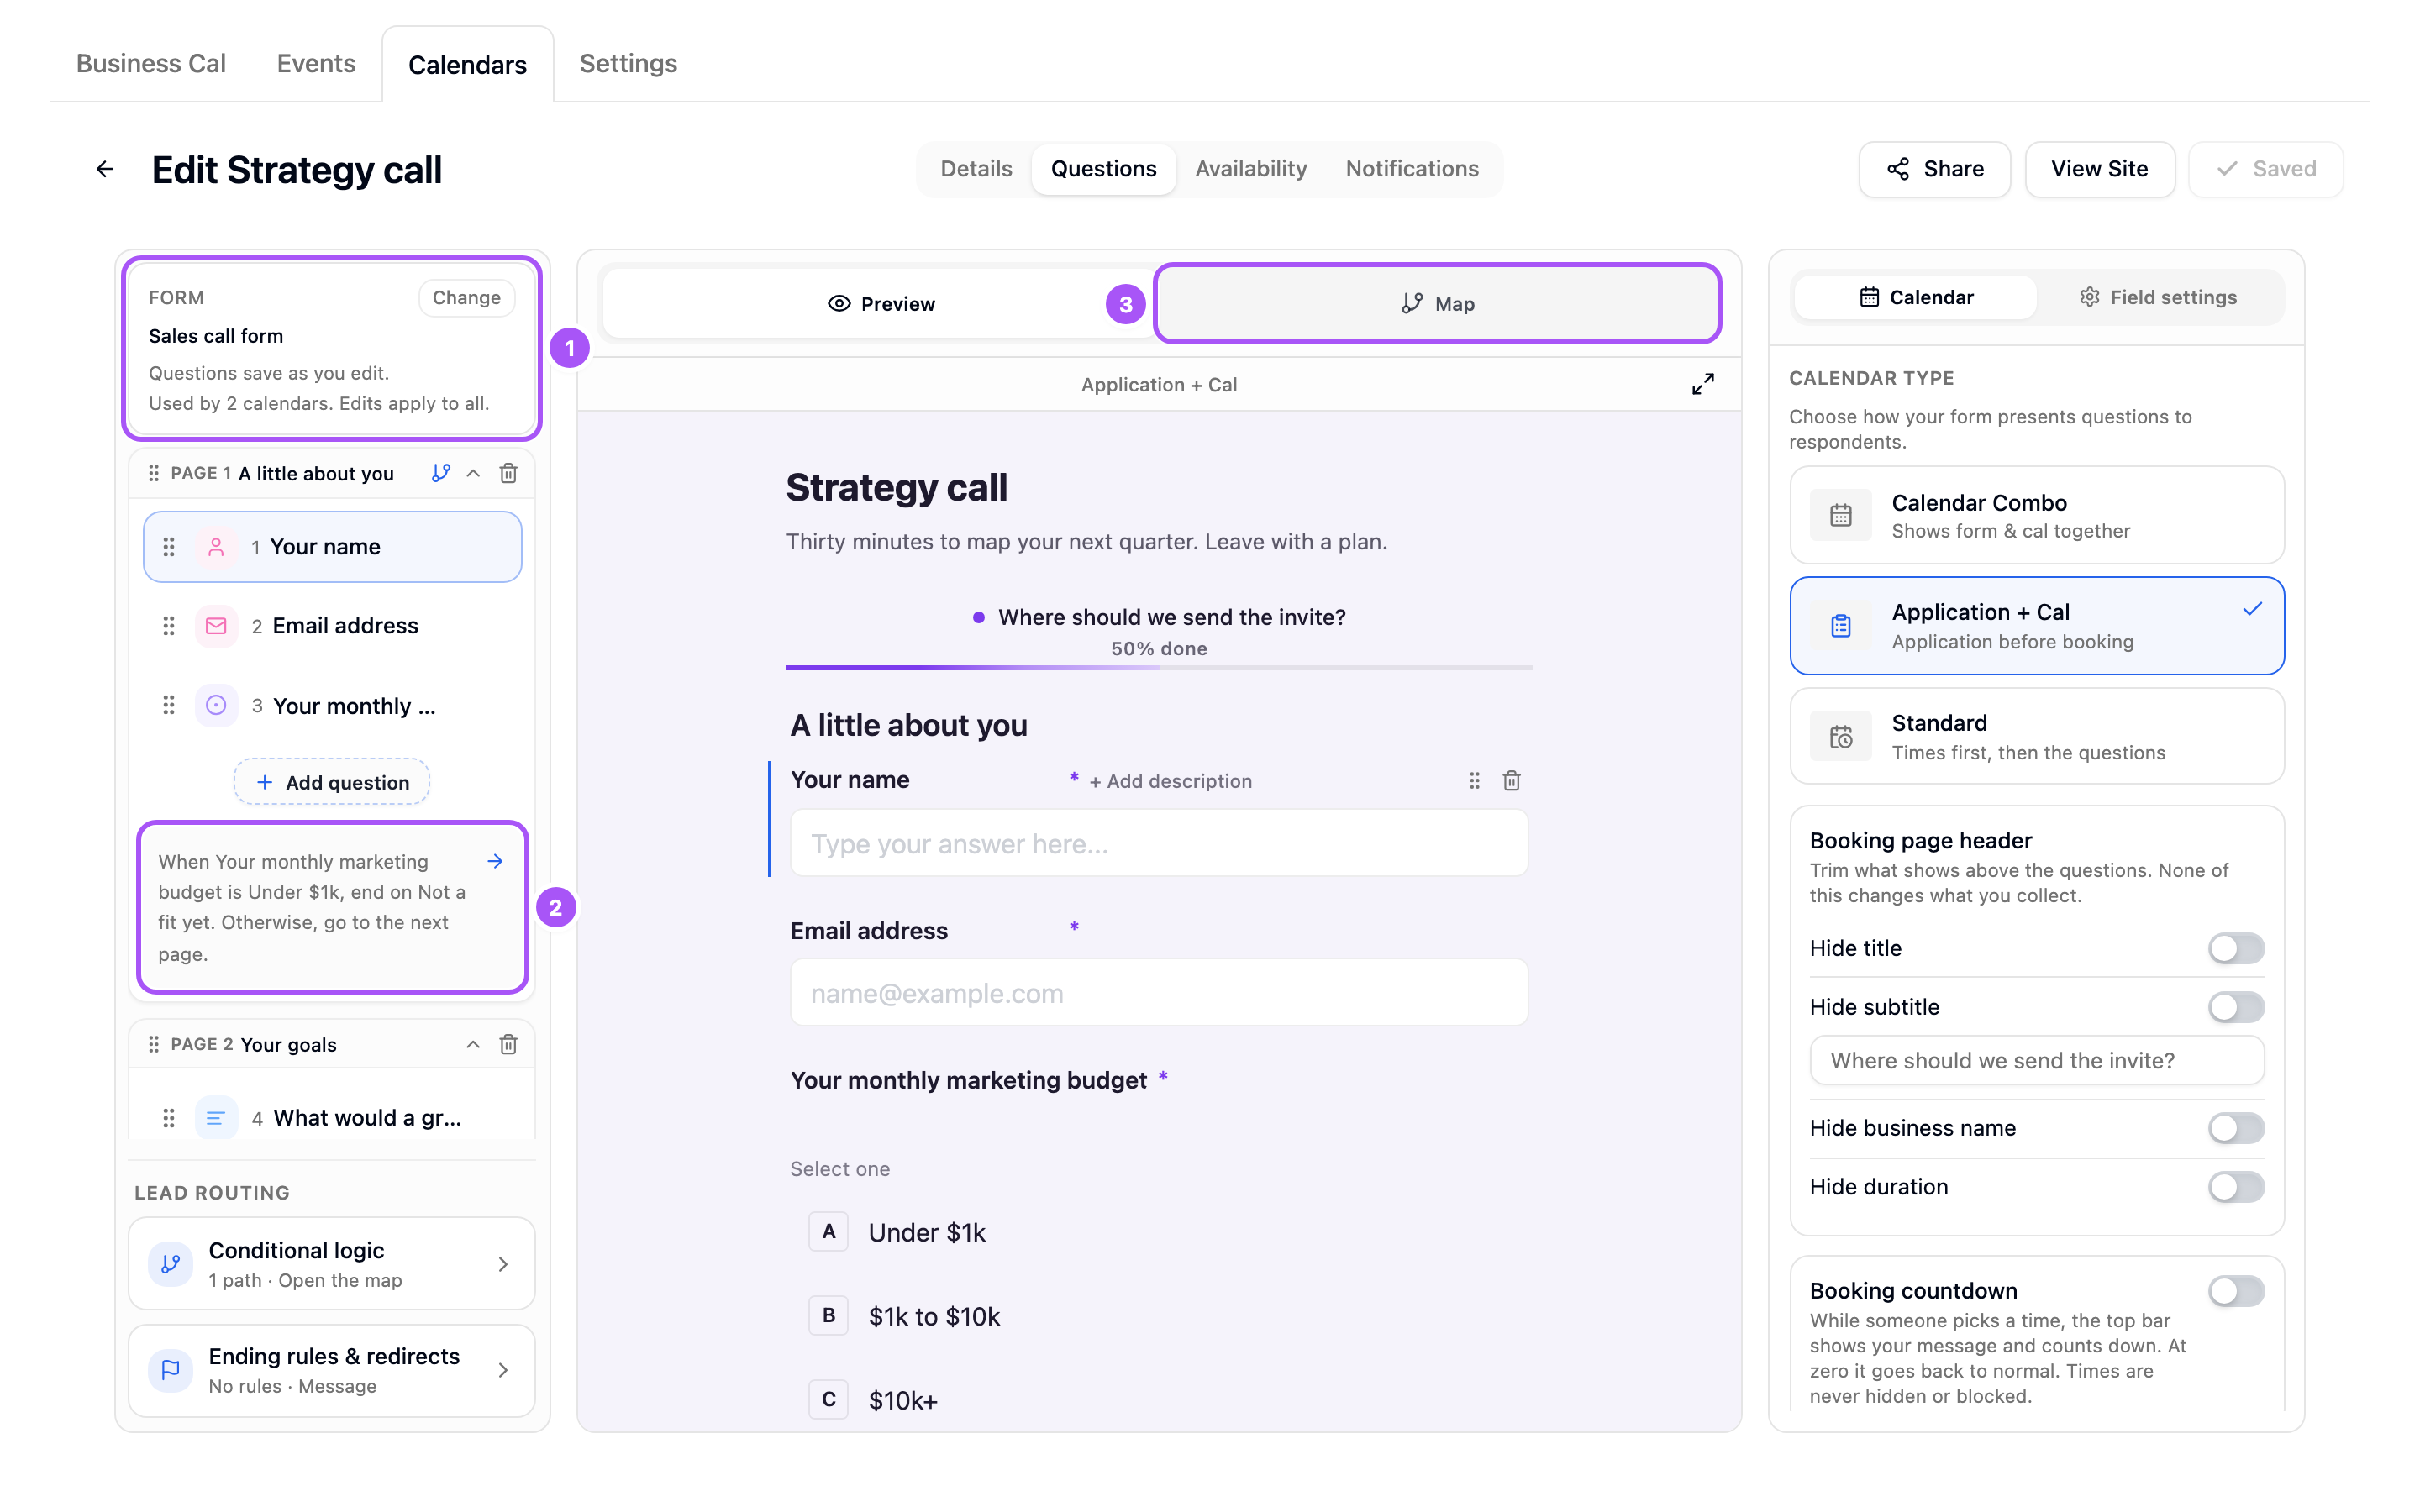 Business Cal
Events
Calendars
Settings
Edit Strategy call
Details
Questions
Availability
Notifications
Share
View Site
Saved
FORM
Change
Sales call form
Questions save as you edit.
Used by 2 calendars. Edits apply to all.
1
PAGE 1 A little about you
1 Your name
2 Email address
3 Your monthly ...
+ Add question
When Your monthly marketing
budget is Under $1k, end on Not a
fit yet. Otherwise, go to the next
page.
2
PAGE 2 Your goals
4 What would a gr...
LEAD ROUTING
Conditional logic
1 path · Open the map
Ending rules & redirects
No rules · Message
Preview
3
Map
Application + Cal
Strategy call
Thirty minutes to map your next quarter. Leave with a plan.
Where should we send the invite?
50% done
A little about you
Your name * + Add description
Type your answer here...
Email address *
name@example.com
Your monthly marketing budget *
Select one
A Under $1k
B $1k to $10k
C $10k+
Calendar
Field settings
CALENDAR TYPE
Choose how your form presents questions to
respondents.
Calendar Combo
Shows form & cal together
Application + Cal
Application before booking
Standard
Times first, then the questions
Booking page header
Trim what shows above the questions. None of
this changes what you collect.
Hide title
Hide subtitle
Where should we send the invite?
Hide business name
Hide duration
Booking countdown
While someone picks a time, the top bar
shows your message and counts down. At
zero it goes back to normal. Times are
never hidden or blocked.